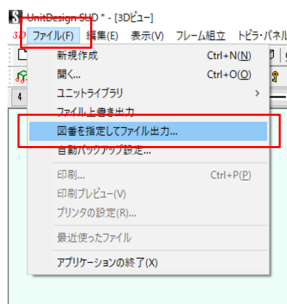 UnitDesign SUD * - [3Dビュー]
3D ファイル(F) 編集(E) 表示(V) フレーム組立 トビラ・パネル
新規作成 Ctrl+N(N)
開く... Ctrl+O(O)
ユニットライブラリ >
ファイル上書き出力
図番を指定してファイル出力...
自動バックアップ設定...
印刷... Ctrl+P(P)
印刷プレビュー(V)
プリンタの設定(R)...
最近使ったファイル
アプリケーションの終了(X)
4